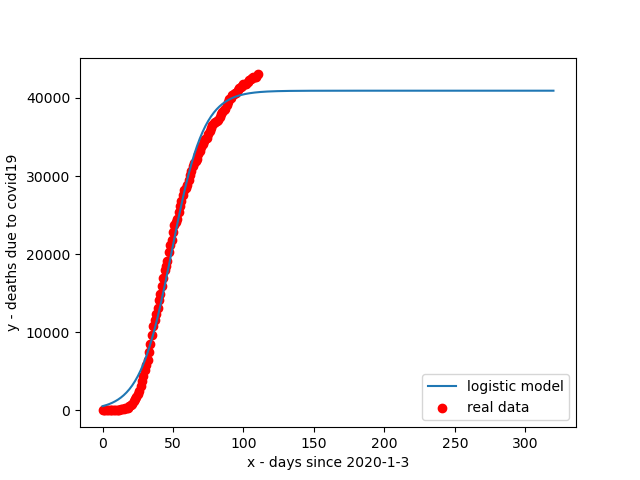 40000
30000
20000
10000
0
y - deaths due to covid19
0 50 100 150 200 250 300
x - days since 2020-1-3
logistic model
real data